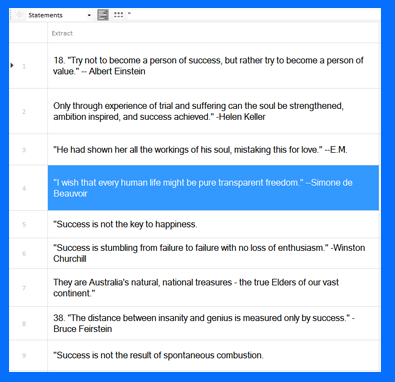 Statements
Extract
1
18. "Try not to become a person of success, but rather try to become a person of
value." -- Albert Einstein
2
Only through experience of trial and suffering can the soul be strengthened,
ambition inspired, and success achieved." -Helen Keller
3
"He had shown her all the workings of his soul, mistaking this for love." --E.M.
4
"I wish that every human life might be pure transparent freedom." --Simone de
Beauvoir
5
"Success is not the key to happiness.
6
"Success is stumbling from failure to failure with no loss of enthusiasm." -Winston
Churchill
7
They are Australia's natural, national treasures - the true Elders of our vast
continent."
8
38. "The distance between insanity and genius is measured only by success." -
Bruce Feirstein
9
"Success is not the result of spontaneous combustion.